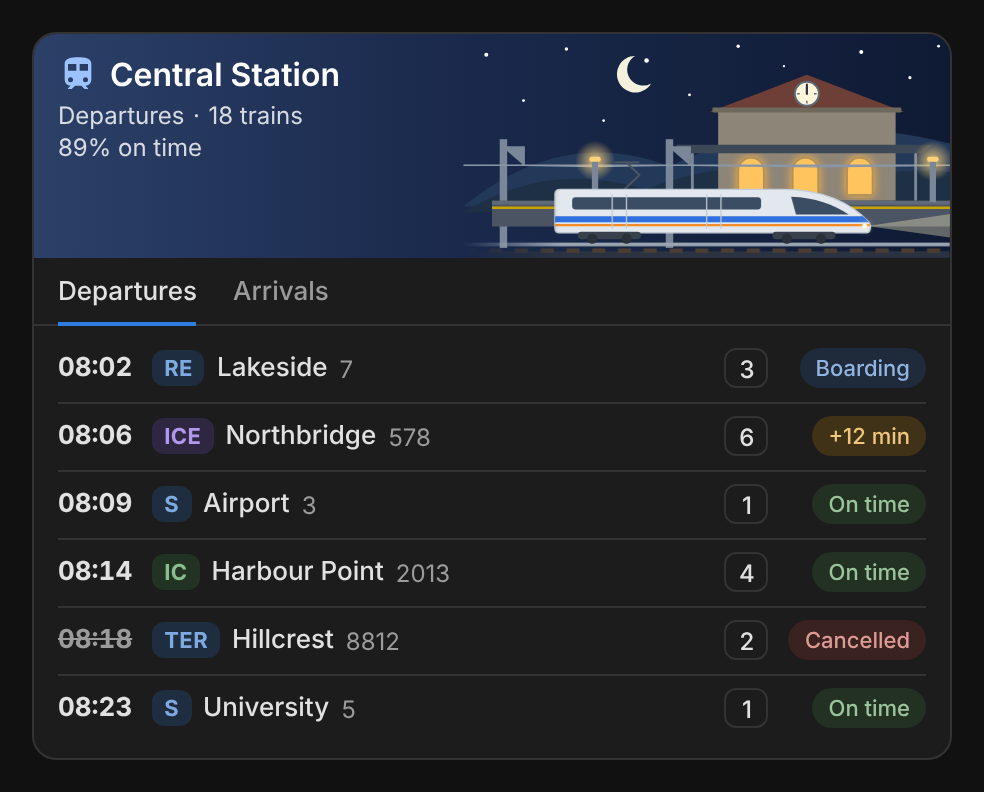 Central Station
Departures · 18 trains
89% on time
Departures Arrivals
08:02 RE Lakeside 7 3 Boarding
08:06 ICE Northbridge 578 6 +12 min
08:09 S Airport 3 1 On time
08:14 IC Harbour Point 2013 4 On time
08:18 TER Hillcrest 8812 2 Cancelled
08:23 S University 5 1 On time